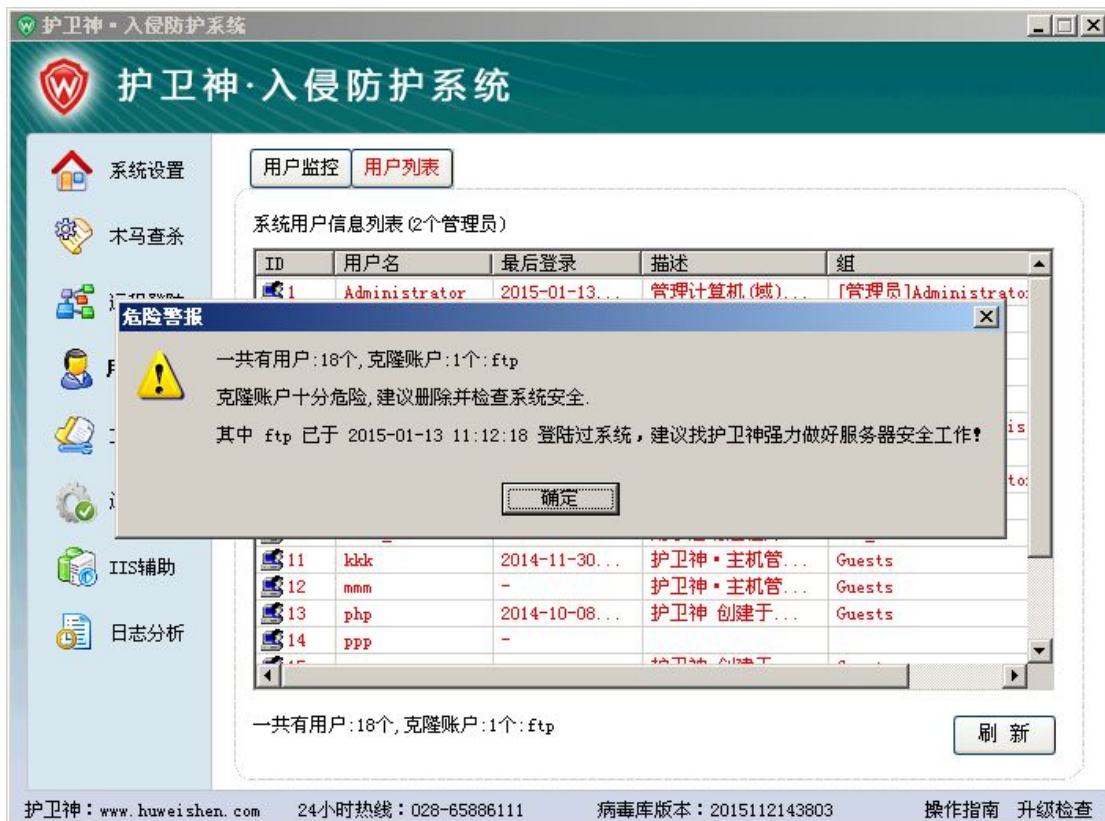 护卫神▪入侵防护系统
护卫神·入侵防护系统
系统设置
木马查杀
IIS辅助
日志分析
用户监控 用户列表
系统用户信息列表(2个管理员)
ID 用户名 最后登录 描述 组
1 Administrator 2015-01-13... 管理计算机(域)... [管理员]Administrato
危险警报
一共有用户:18个,克隆账户:1个:ftp
克隆账户十分危险,建议删除并检查系统安全.
其中 ftp 已于 2015-01-13 11:12:18 登陆过系统,建议找护卫神强力做好服务器安全工作!
确定
11 kkk 2014-11-30... 护卫神▪主机管... Guests
12 mmm - 护卫神▪主机管... Guests
13 php 2014-10-08... 护卫神 创建于... Guests
14 ppp -
一共有用户:18个,克隆账户:1个:ftp
刷 新
护卫神:www.huweishen.com 24小时热线:028-65886111 病毒库版本:2015112143803 操作指南 升级检查